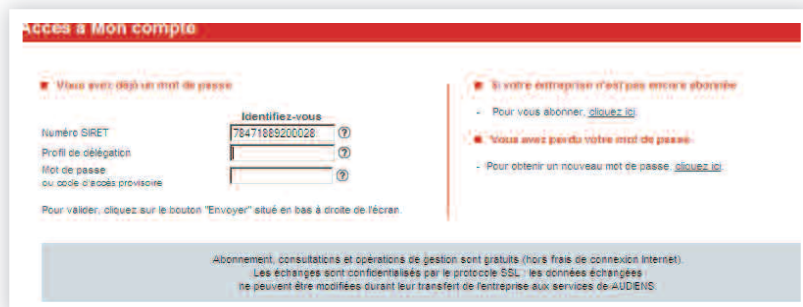 Accès à Mon compte
Vous avez déjà un mot de passe
Identifiez-vous
Numéro SIRET 78471889200028 ?
Profil de délégation ?
Mot de passe ?
ou code d'accès provisoire
Pour valider, cliquez sur le bouton "Envoyer" situé en bas à droite de l'écran.
Si votre entreprise n'est pas encore abonnée
- Pour vous abonner, cliquez ici.
Vous avez perdu votre mot de passe
- Pour obtenir un nouveau mot de passe, cliquez ici.
Abonnement, consultations et opérations de gestion sont gratuits (hors frais de connexion Internet).
Les échanges sont confidentialisés par le protocole SSL : les données échangées
ne peuvent être modifiées durant leur transfert de l'entreprise aux services de AUDIENS.